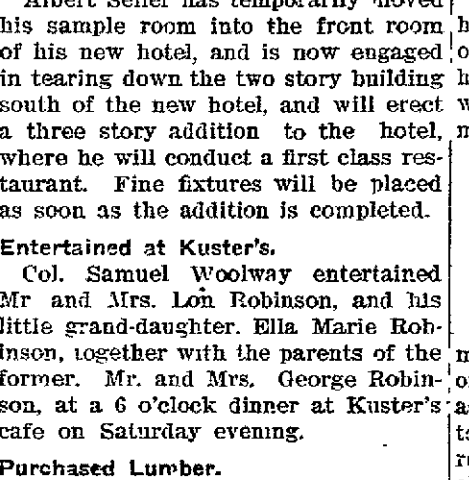 Albert Seiler has temporarily moved
his sample room into the front room
of his new hotel, and is now engaged
in tearing down the two story building
south of the new hotel, and will erect
a three story addition to the hotel,
where he will conduct a first class res-
taurant. Fine fixtures will be placed
as soon as the addition is completed.
Entertained at Kuster's.
Col. Samuel Woolway entertained
Mr and Mrs. Lon Robinson, and his
little grand-daughter. Ella Marie Rob-
inson, together with the parents of the
former. Mr. and Mrs. George Robin-
son, at a 6 o'clock dinner at Kuster's
cafe on Saturday evening.
Purchased Lumber.